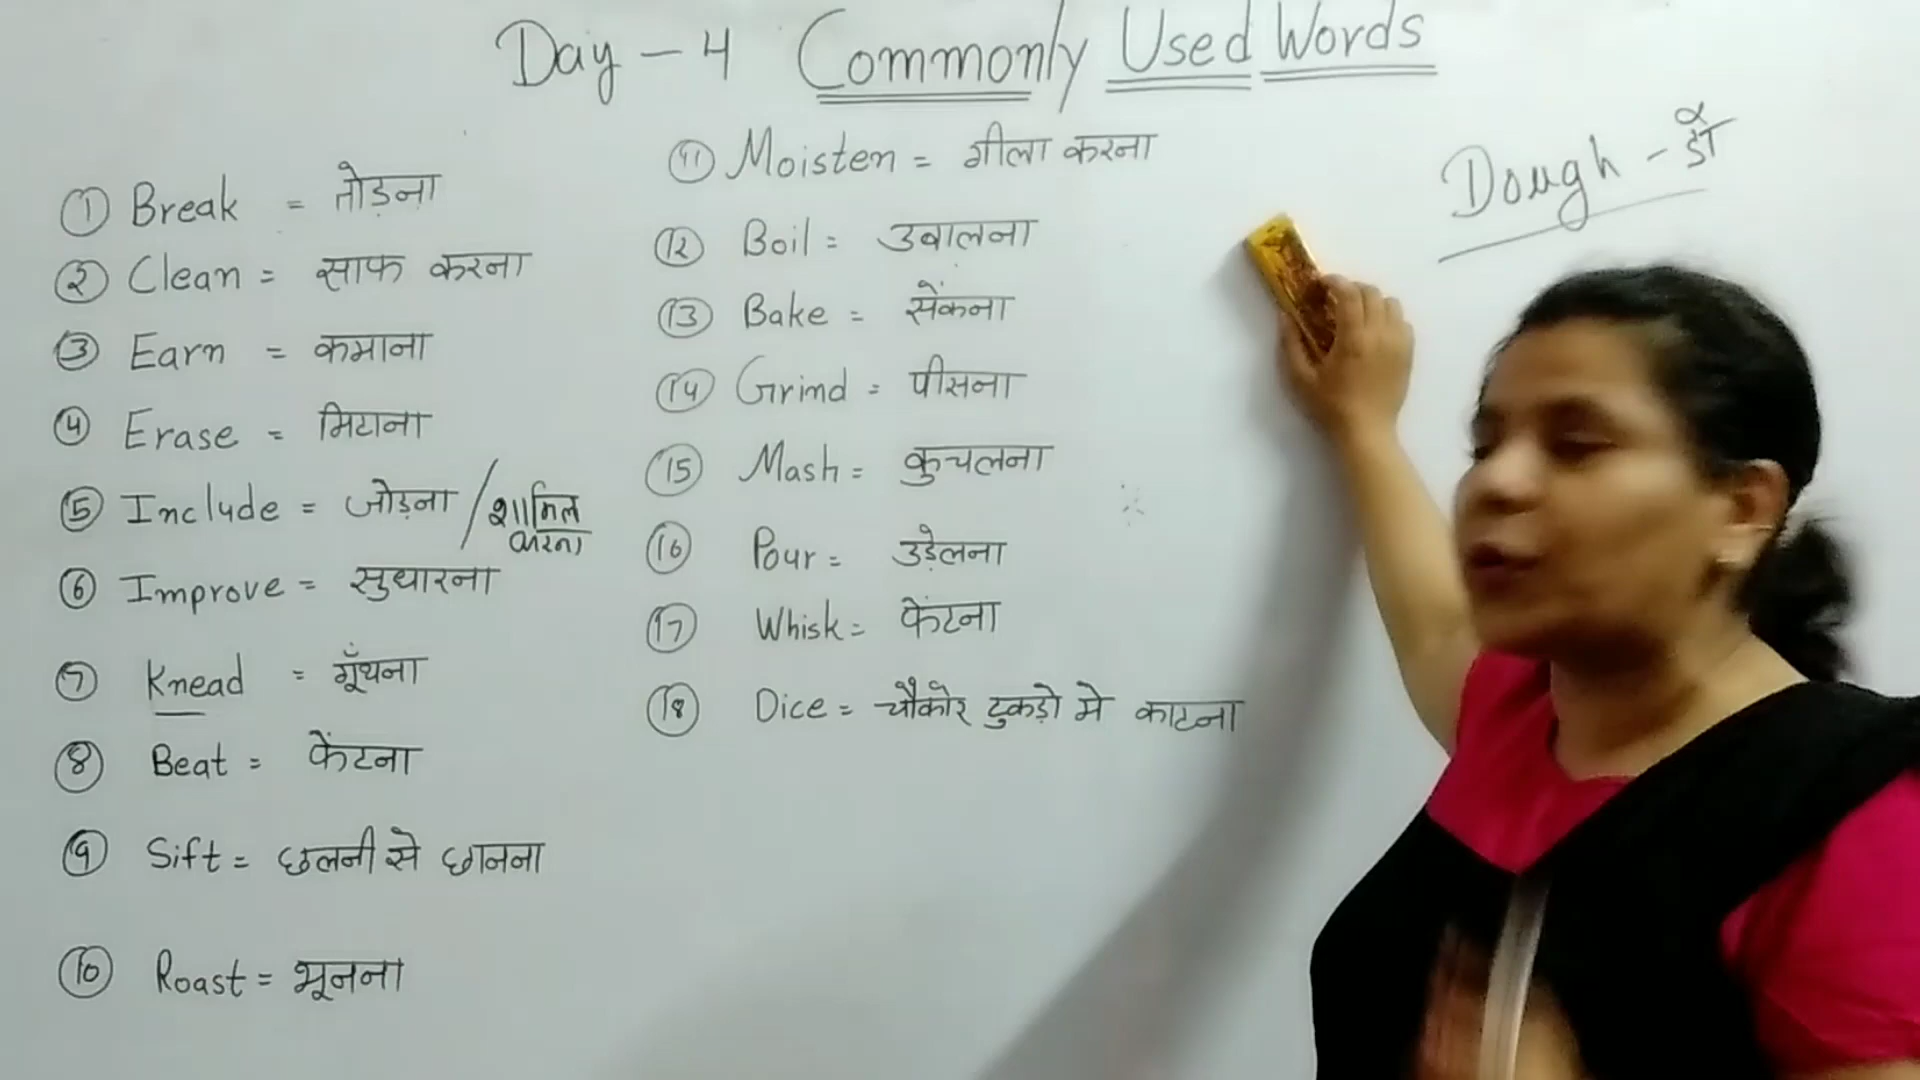 Day - 4 Commonly Used Words
① Break = तोड़ना
② Clean = साफ करना
③ Earn = कमाना
④ Erase = मिटाना
⑤ Include = जोड़ना / शामिल
करना
⑥ Improve = सुधारना
⑦ Knead = गूँथना
⑧ Beat = फेंटना
⑨ Sift = छलनी से छानना
⑩ Roast = भूनना
⑪ Moisten = गीला करना
⑫ Boil = उबालना
⑬ Bake = सेंकना
⑭ Grind = पीसना
⑮ Mash = कुचलना
⑯ Pour = उड़ेलना
⑰ Whisk = फेंटना
⑱ Dice = चौकोर टुकड़ो मे काटना
Dough - डॅा